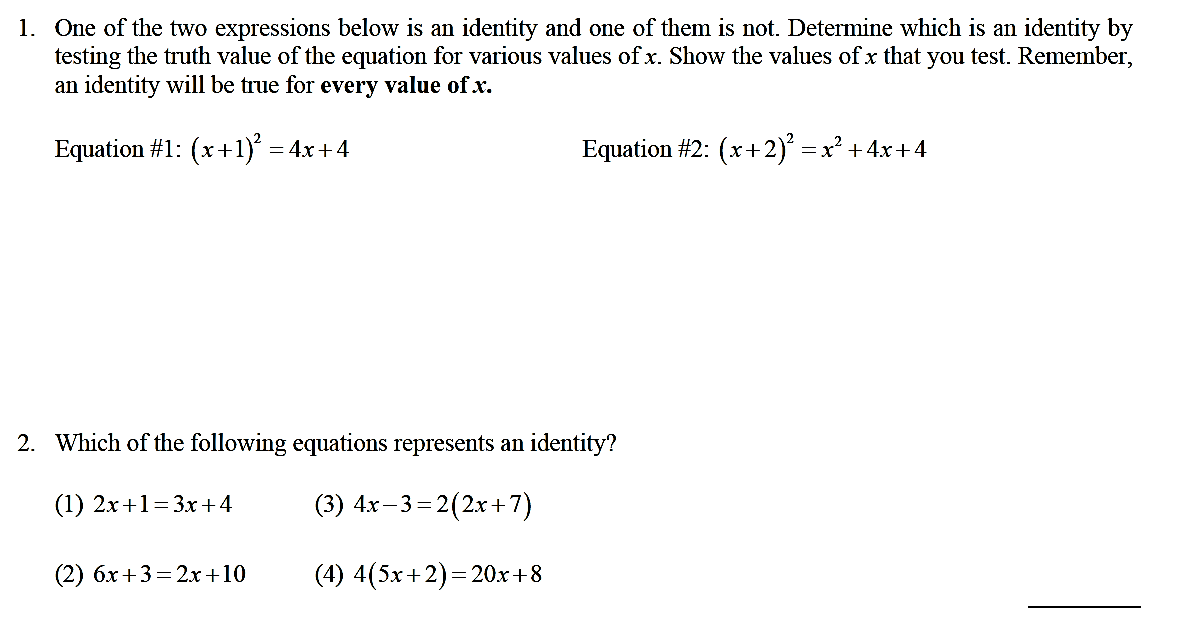 1. One of the two expressions below is an identity and one of them is not. Determine which is an identity by
testing the truth value of the equation for various values of x. Show the values of x that you test. Remember,
an identity will be true for every value of x.
Equation #1: (x+1)² = 4x+4 Equation #2: (x+2)² = x²+4x+4
2. Which of the following equations represents an identity?
(1) 2x+1=3x+4 (3) 4x−3=2(2x+7)
(2) 6x+3=2x+10 (4) 4(5x+2)=20x+8